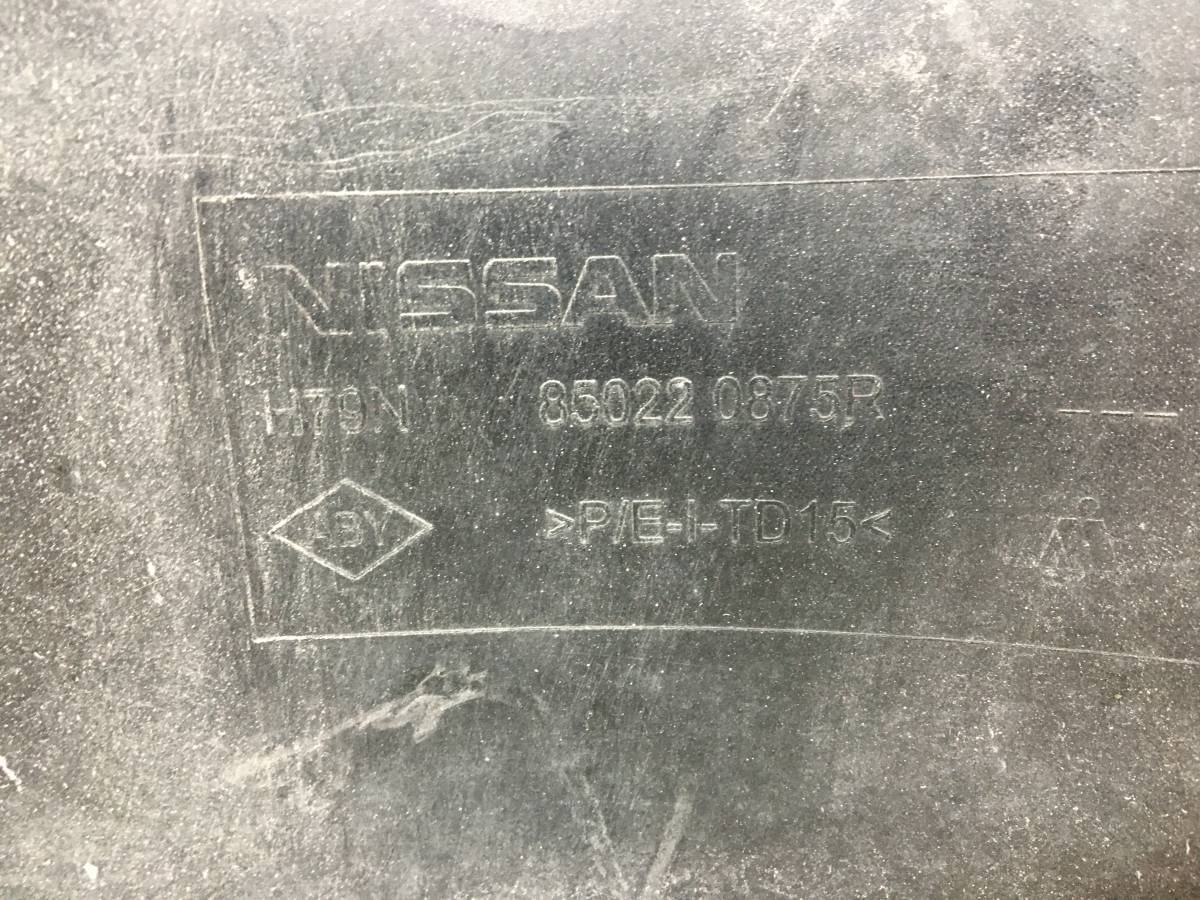 NISSAN
H79N 85022 0875R ---
ABY >P/E-I-TD15<